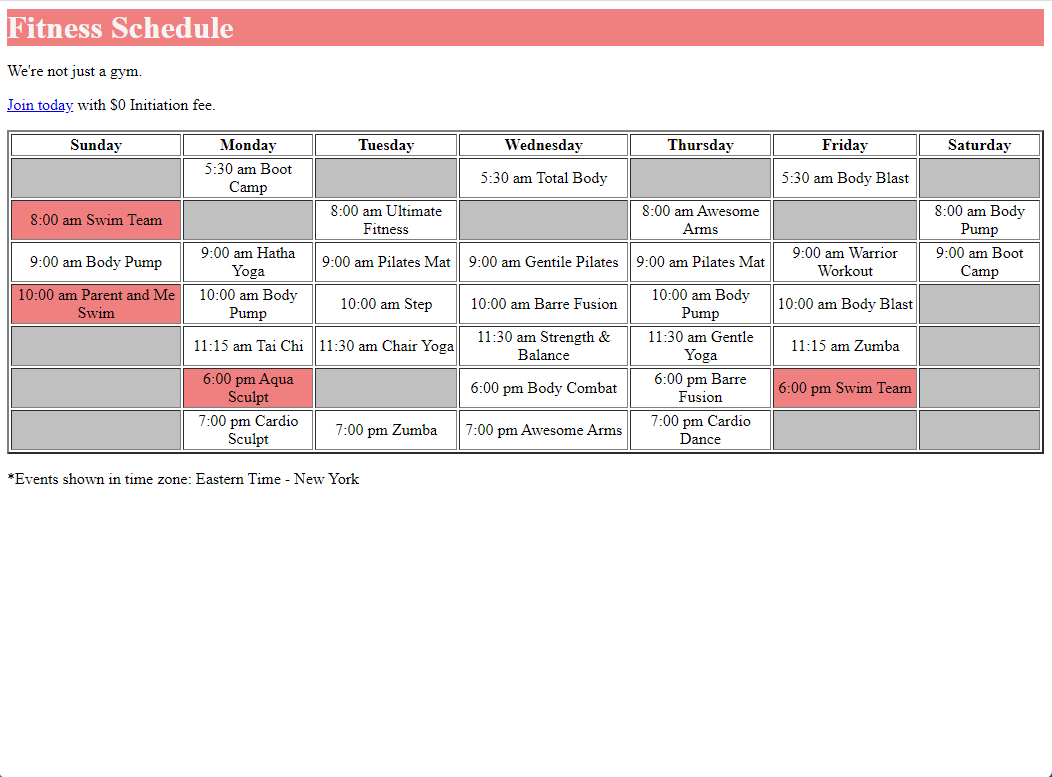 Fitness Schedule
We're not just a gym.
Join today with $0 Initiation fee.
Sunday Monday Tuesday Wednesday Thursday Friday Saturday
5:30 am Boot Camp 5:30 am Total Body 5:30 am Body Blast
8:00 am Swim Team 8:00 am Ultimate Fitness 8:00 am Awesome Arms 8:00 am Body Pump
9:00 am Body Pump 9:00 am Hatha Yoga 9:00 am Pilates Mat 9:00 am Gentile Pilates 9:00 am Pilates Mat 9:00 am Warrior Workout 9:00 am Boot Camp
10:00 am Parent and Me Swim 10:00 am Body Pump 10:00 am Step 10:00 am Barre Fusion 10:00 am Body Pump 10:00 am Body Blast
11:15 am Tai Chi 11:30 am Chair Yoga 11:30 am Strength & Balance 11:30 am Gentle Yoga 11:15 am Zumba
6:00 pm Aqua Sculpt 6:00 pm Body Combat 6:00 pm Barre Fusion 6:00 pm Swim Team
7:00 pm Cardio Sculpt 7:00 pm Zumba 7:00 pm Awesome Arms 7:00 pm Cardio Dance
*Events shown in time zone: Eastern Time - New York